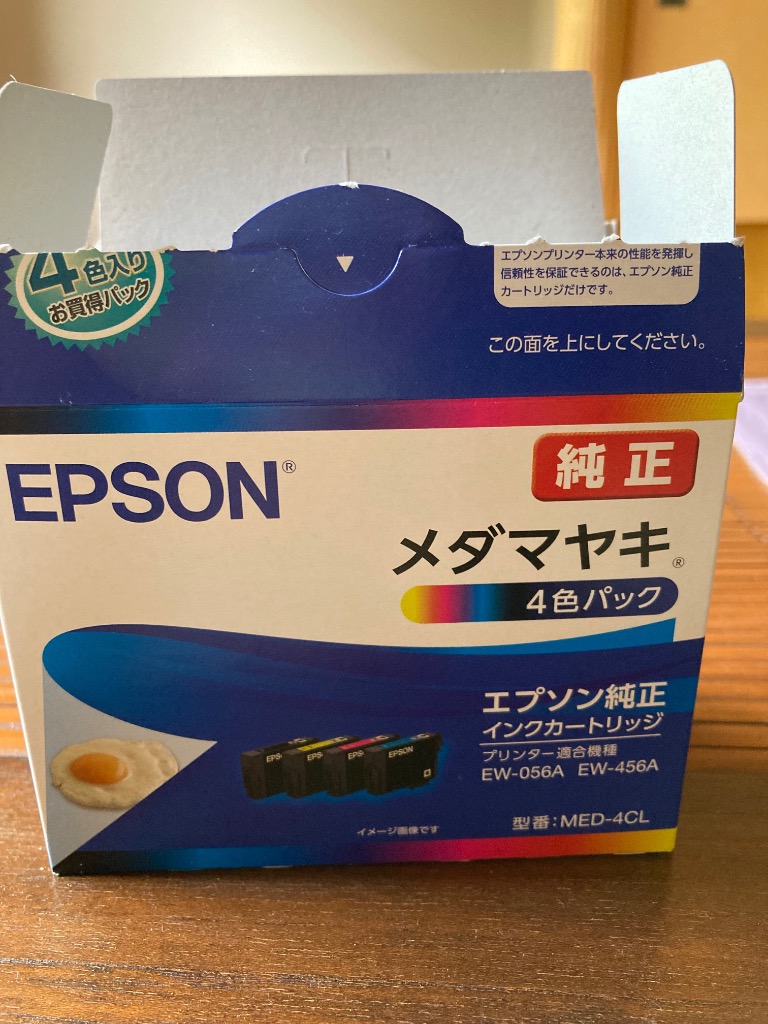 4色入り
お買得パック
エプソンプリンター本来の性能を発揮し
信頼性を保証できるのは、エプソン純正
カートリッジだけです。
この面を上にしてください。
EPSON®
純正
メダマヤキ®
4色パック
エプソン純正
インクカートリッジ
プリンター適合機種
EW-056A EW-456A
EPSON
イメージ画像です
型番:MED-4CL